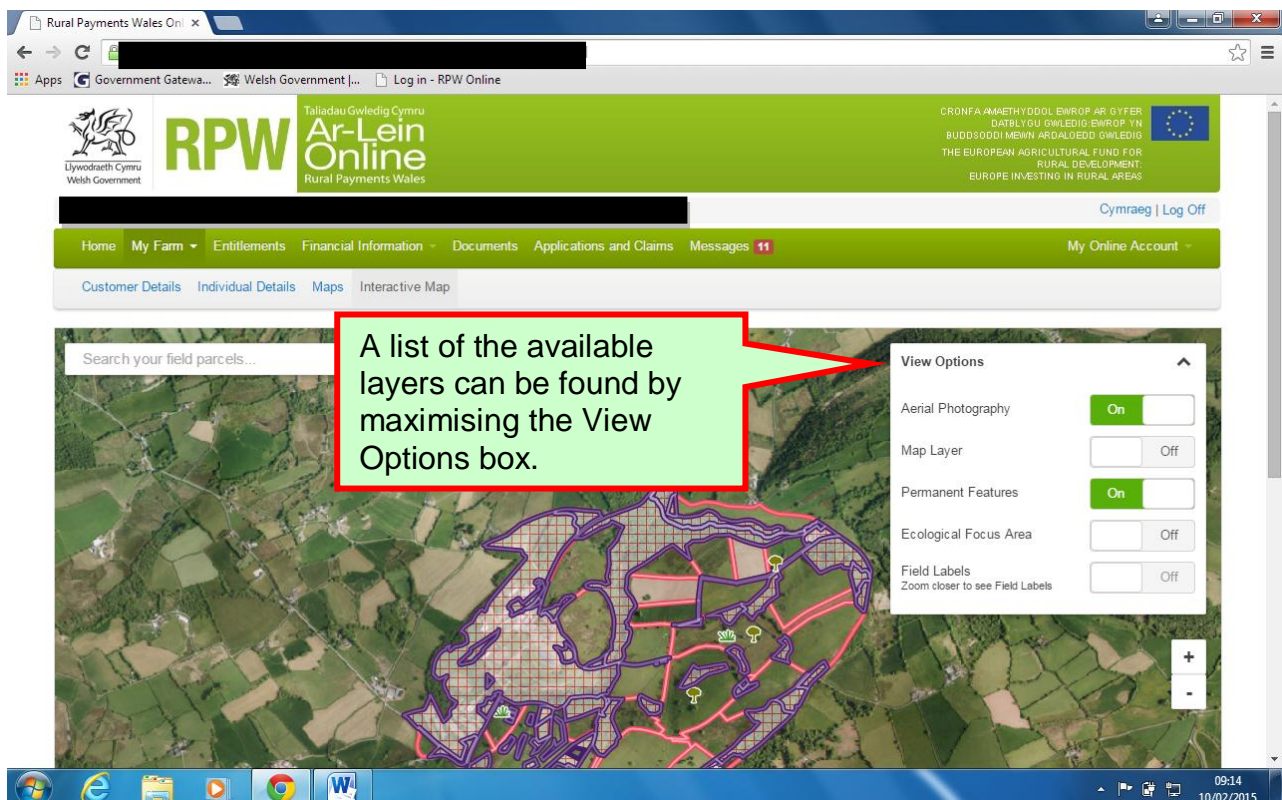 Rural Payments Wales Onl
Apps Government Gatewa... Welsh Government |... Log in - RPW Online
Llywodraeth Cymru
Welsh Government
RPW
Taliadau Gwledig Cymru
Ar-Lein
Online
Rural Payments Wales
CRONFA AMAETHYDDOL EWROP AR GYFER
DATBLYGU GWLEDIG:EWROP YN
BUDDSODDI MEWN ARDALOEDD GWLEDIG
THE EUROPEAN AGRICULTURAL FUND FOR
RURAL DEVELOPMENT:
EUROPE INVESTING IN RURAL AREAS
Cymraeg | Log Off
Home My Farm Entitlements Financial Information Documents Applications and Claims Messages 11 My Online Account
Customer Details Individual Details Maps Interactive Map
Search your field parcels...
A list of the available
layers can be found by
maximising the View
Options box.
View Options
Aerial Photography On
Map Layer Off
Permanent Features On
Ecological Focus Area Off
Field Labels Off
Zoom closer to see Field Labels
+
-
09:14
10/02/2015